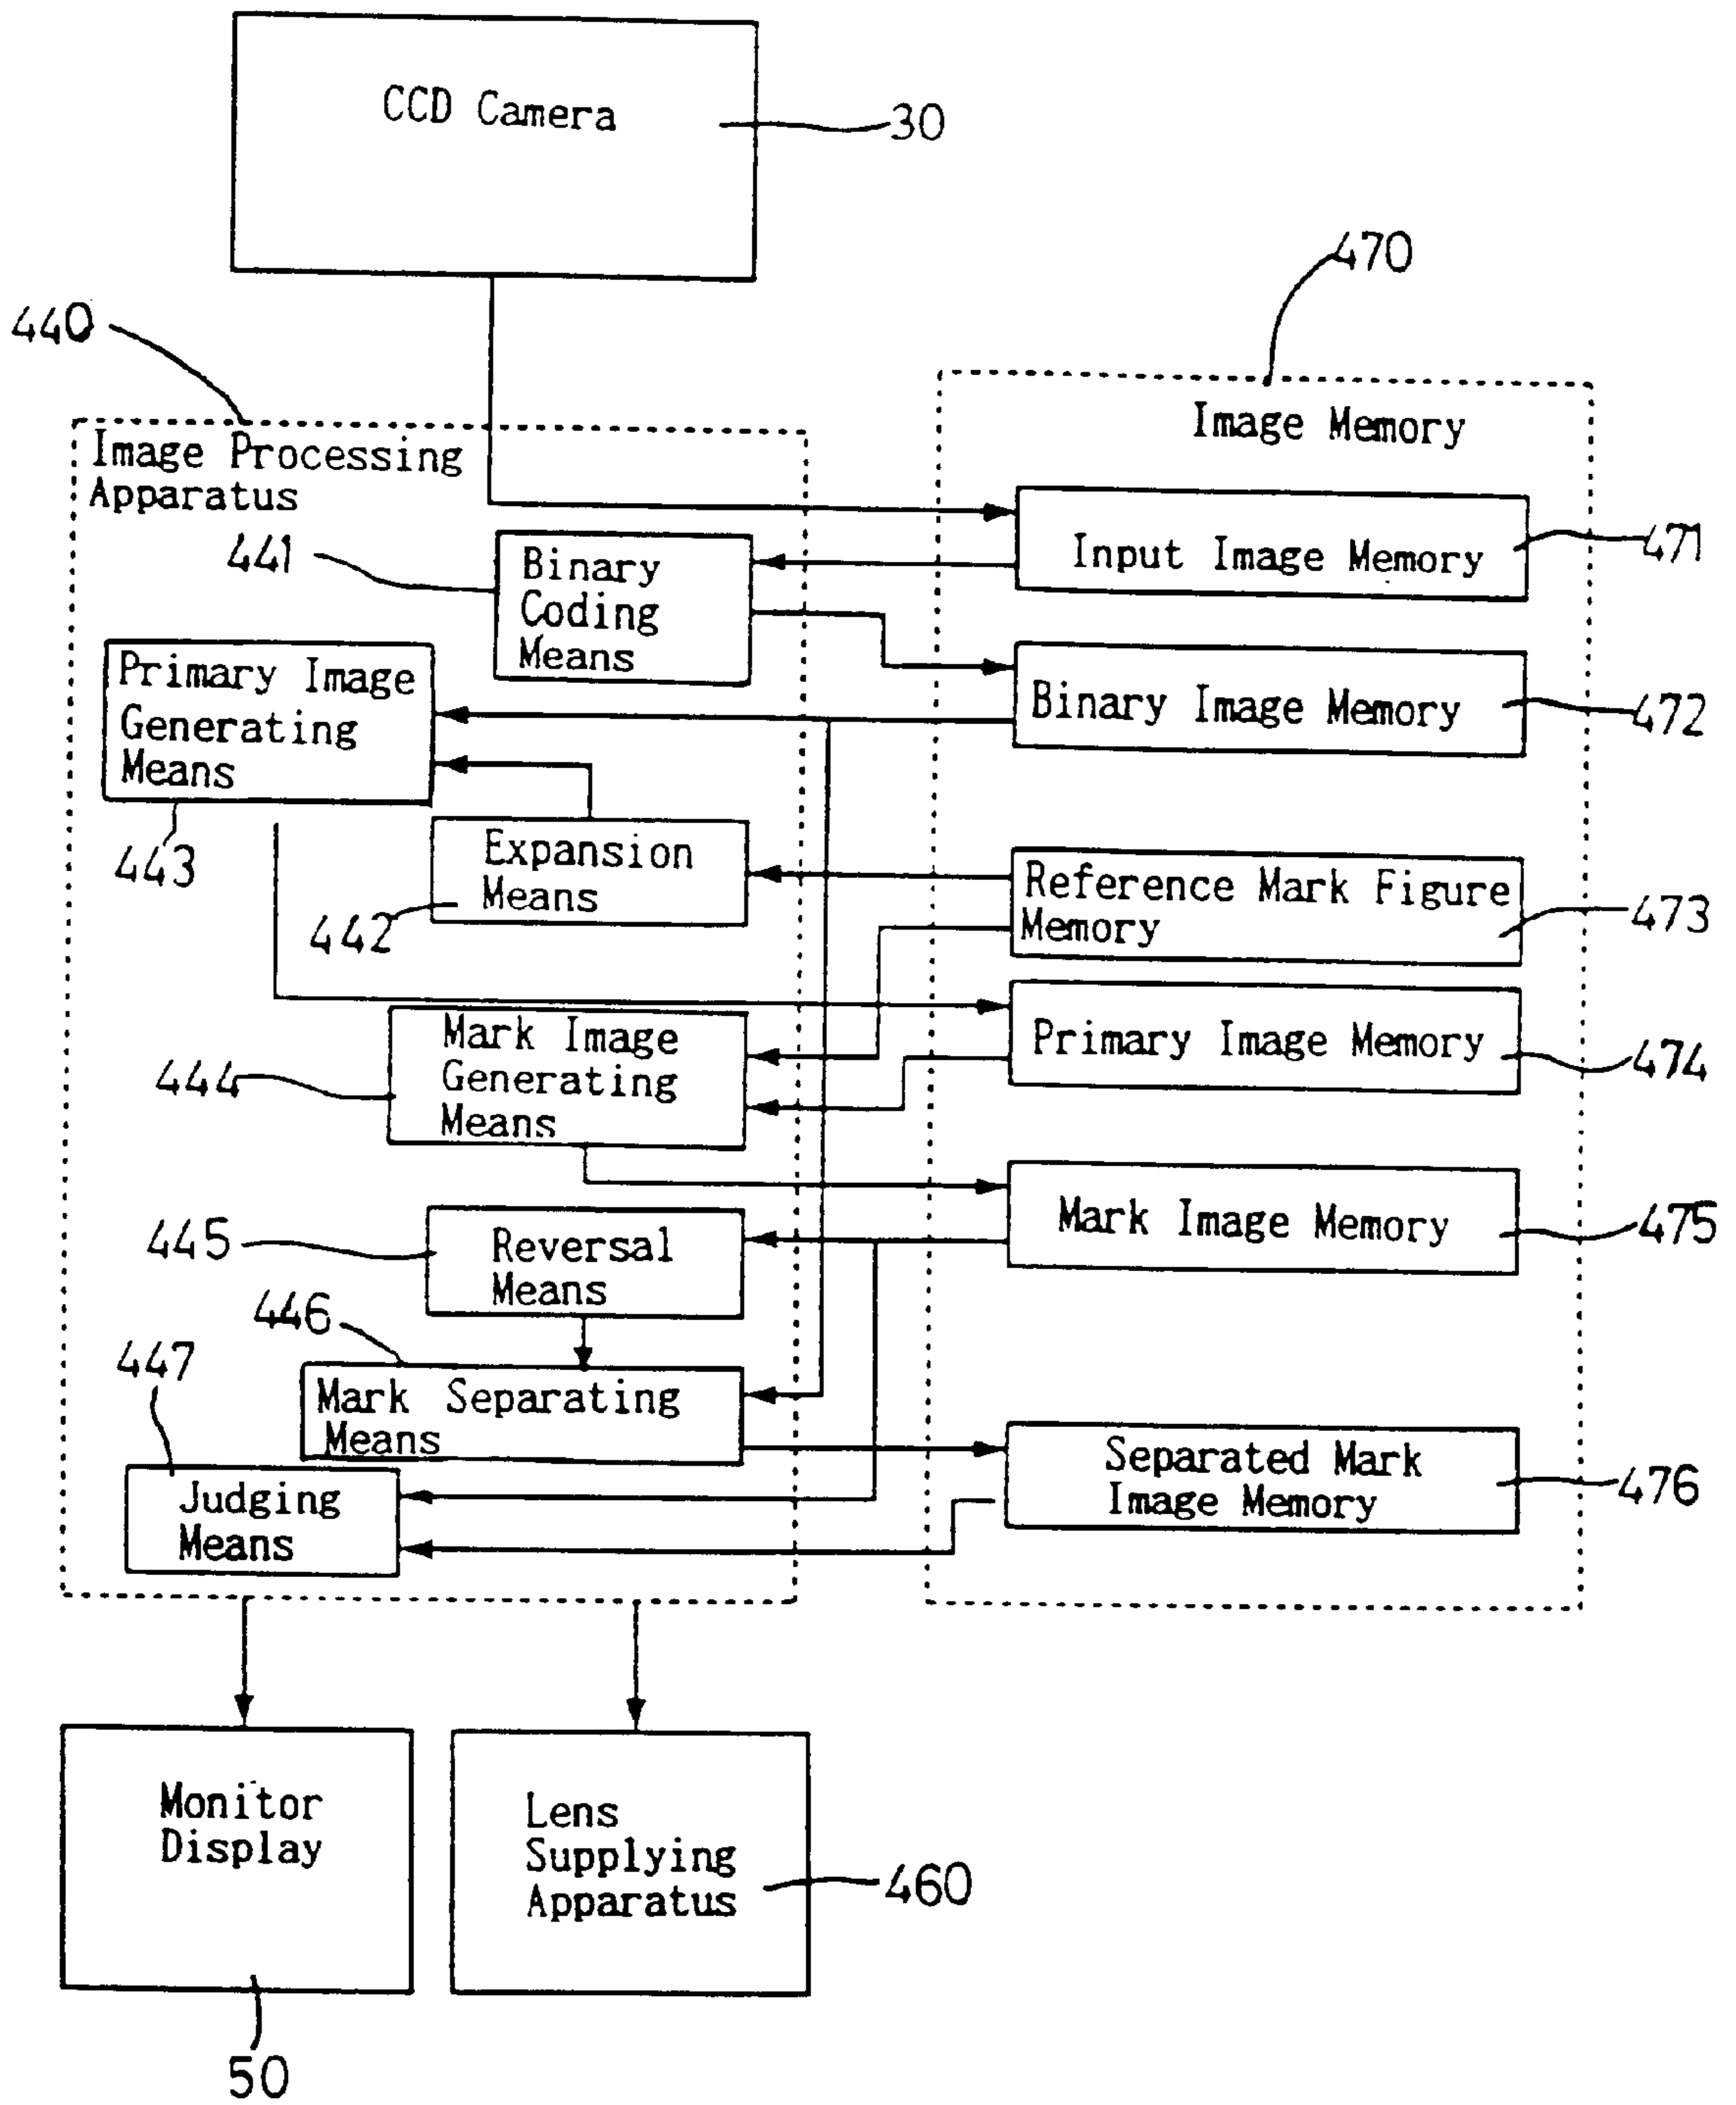 CCD Camera
30
470
440
Image Memory
Image Processing
Apparatus
441
Binary
Coding
Means
Input Image Memory
471
Primary Image
Generating
Means
443
Binary Image Memory
472
Expansion
Means
442
Reference Mark Figure
Memory
473
Mark Image
Generating
Means
444
Primary Image Memory
474
445
Reversal
Means
Mark Image Memory
475
446
Mark Separating
Means
447
Judging
Means
Separated Mark
Image Memory
476
Monitor
Display
50
Lens
Supplying
Apparatus
460